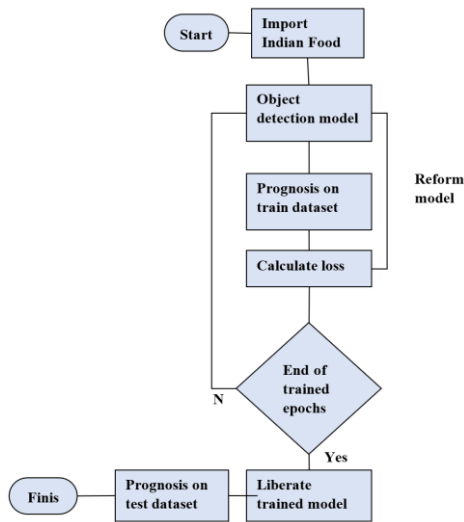 Start
Import
Indian Food
Object
detection model
Reform
model
Prognosis on
train dataset
Calculate loss
End of
trained
epochs
N
Yes
Finis
Prognosis on
test dataset
Liberate
trained model